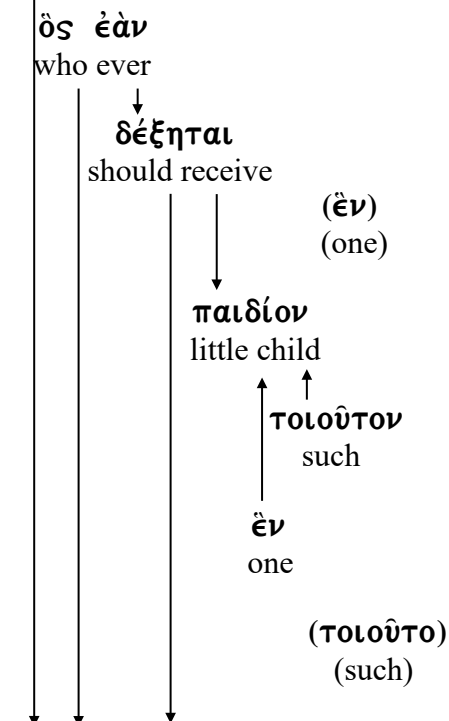 ὃς ἐὰν
who ever
δέξηται
should receive
(ἓν)
(one)
παιδίον
little child
τοιοῦτον
such
ἓν
one
(τοιοῦτο)
(such)